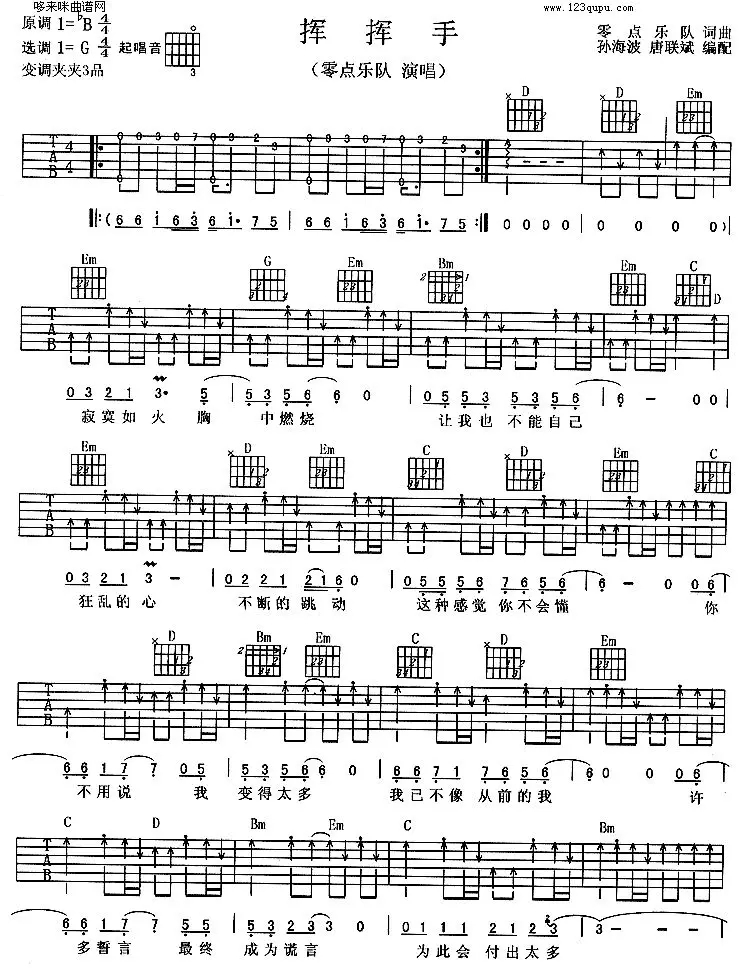 哆来咪曲谱网
www.123qupu.com
原调 1=♭B 4/4
选调 1=G 4/4 起唱音
变调夹夹3品
挥挥手
(零点乐队 演唱)
零点乐队 词曲
孙海波 唐联斌 编配
D D Em
T A B 4/4
‖:(6 6 1 6 3 6 1· 7 5 | 6 6 1 6 3 6 1· 7 5 :‖ 0 0 0 0 | 0 0 0 0)
Em G Em Bm Em C D
T A B
0 3 2 1 3· 5 | 5 3 5 6 6 0 | 0 5 5 3 5 3 5 6 | 6 - 0 0
寂寞如火 胸 中燃烧 让我也 不能自己
Em D Em C D Em C
T A B
0 3 2 1 3 - | 0 2 2 1 2 1 6 0 | 0 5 5 5 5 6 7 6 5 6 | 6 - 0 0 6
狂乱的心 不断的 跳动 这种感觉 你不会懂 你
D Bm Em C D Em
T A B
6 6 1 7 7 0 5 | 5 3 5 6 6 0 | 6 6 7 1 7 6 5 6 | 6 0 0 0 6
不用说 我 变得太多 我已不像 从前的我 许
C D Bm Em C Bm
T A B
6 6 1 7 7 5 5 | 5 3 2 3 3 0 | 0 1 1 1 2 1 2 3 | 3 -
多誓言 最终 成为谎言 为此会 付出太多